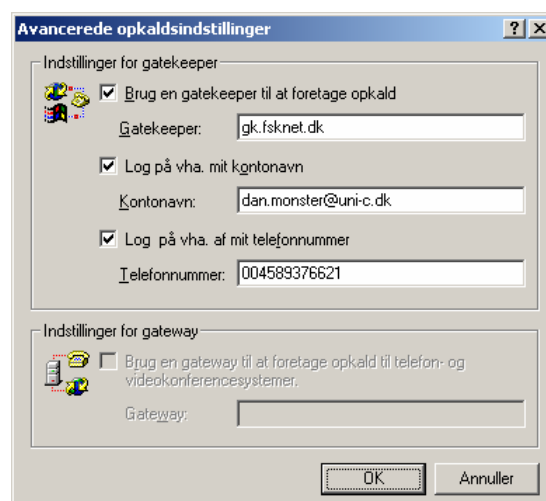 Avancerede opkaldsindstillinger
Indstillinger for gatekeeper
Brug en gatekeeper til at foretage opkald
Gatekeeper: gk.fsknet.dk
Log på vha. mit kontonavn
Kontonavn: dan.monster@uni-c.dk
Log på vha. af mit telefonnummer
Telefonnummer: 004589376621
Indstillinger for gateway
Brug en gateway til at foretage opkald til telefon- og
videokonferencesystemer.
Gateway:
OK Annuller